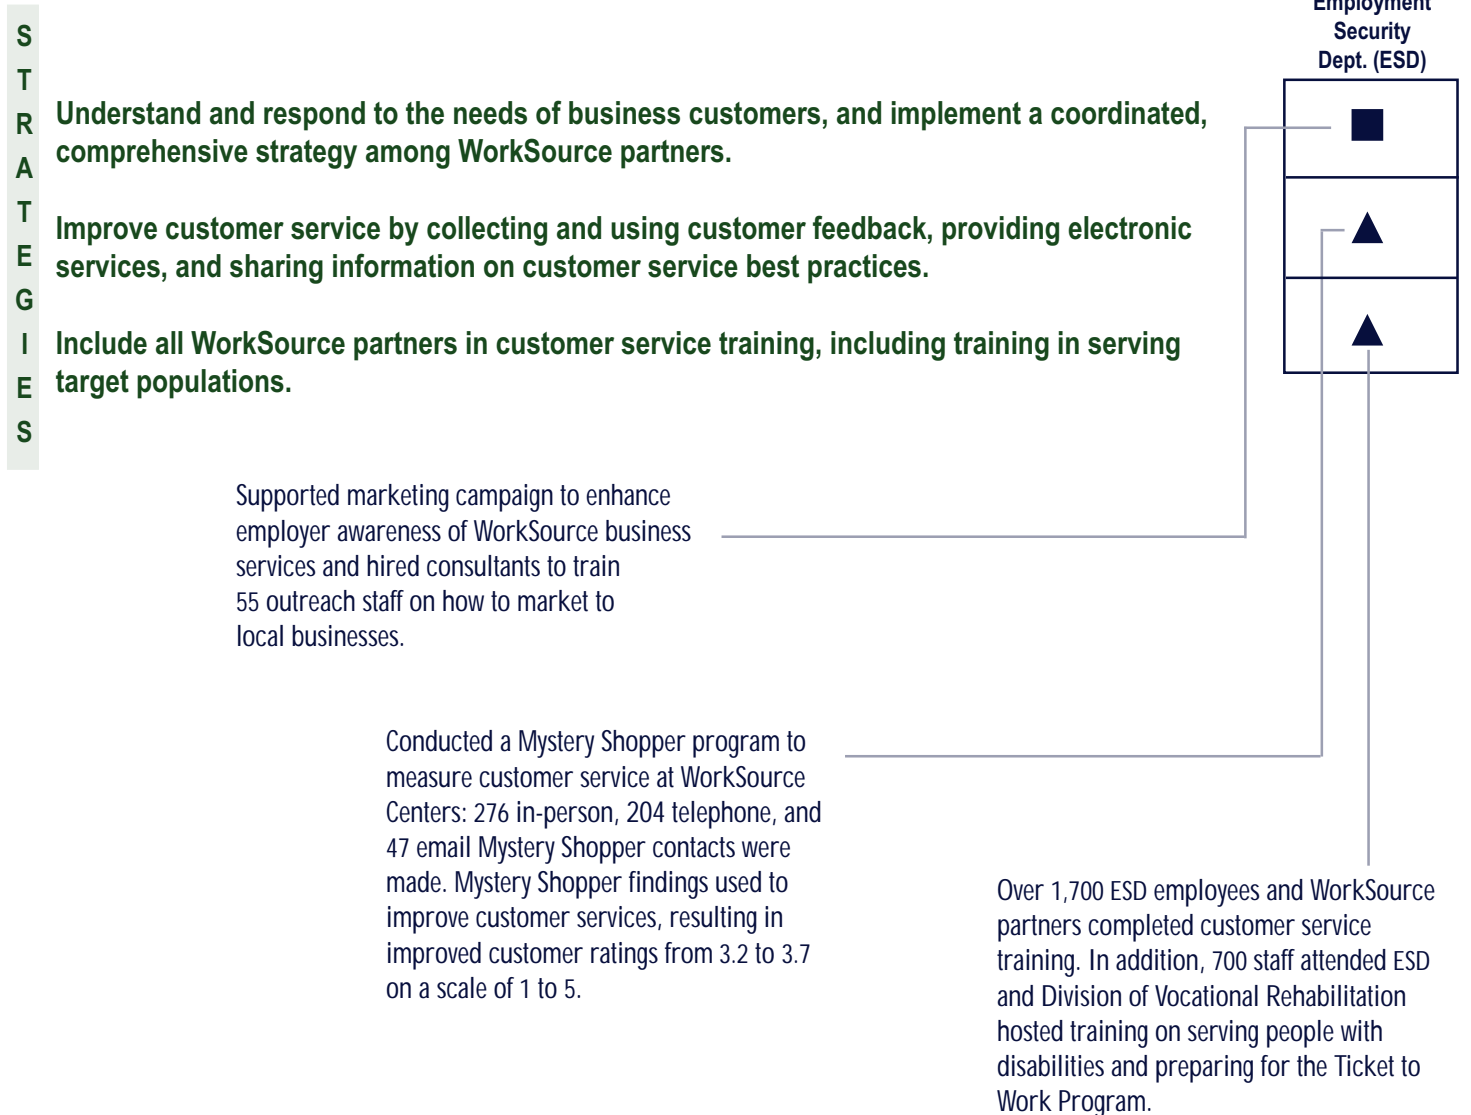 Employment
Security
Dept. (ESD)
S
T
R
A
T
E
G
I
E
S
Understand and respond to the needs of business customers, and implement a coordinated,
comprehensive strategy among WorkSource partners.
Improve customer service by collecting and using customer feedback, providing electronic
services, and sharing information on customer service best practices.
Include all WorkSource partners in customer service training, including training in serving
target populations.
Supported marketing campaign to enhance
employer awareness of WorkSource business
services and hired consultants to train
55 outreach staff on how to market to
local businesses.
Conducted a Mystery Shopper program to
measure customer service at WorkSource
Centers: 276 in-person, 204 telephone, and
47 email Mystery Shopper contacts were
made. Mystery Shopper findings used to
improve customer services, resulting in
improved customer ratings from 3.2 to 3.7
on a scale of 1 to 5.
Over 1,700 ESD employees and WorkSource
partners completed customer service
training. In addition, 700 staff attended ESD
and Division of Vocational Rehabilitation
hosted training on serving people with
disabilities and preparing for the Ticket to
Work Program.